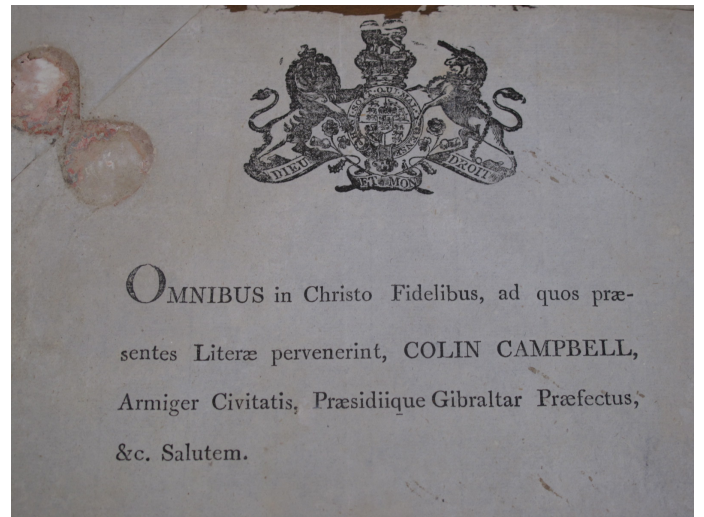 DIEU ET MON DROIT
OMNIBUS in Christo Fidelibus, ad quos præ-
sentes Literæ pervenerint, COLIN CAMPBELL,
Armiger Civitatis, Præsidiique Gibraltar Præfectus,
&c. Salutem.